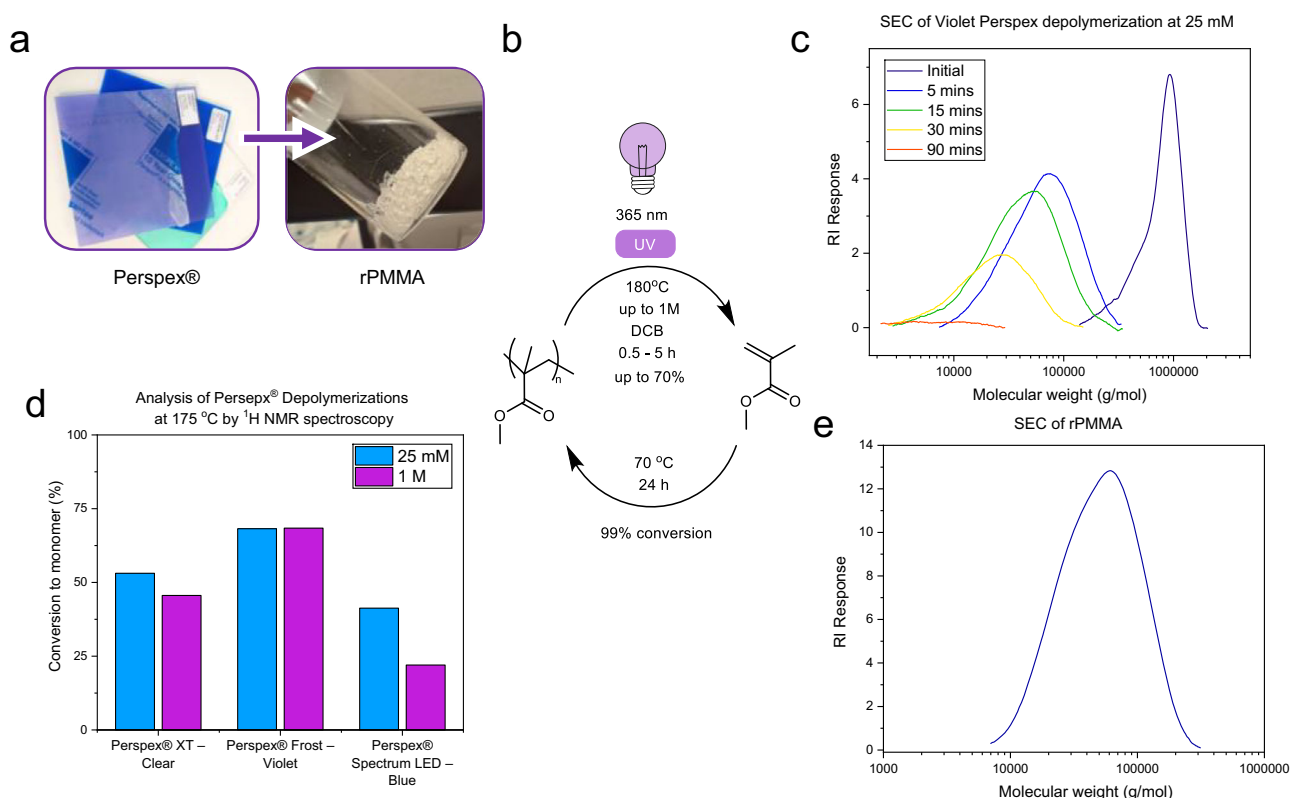 a
Perspex®
rPMMA
b
365 nm
UV
180°C
up to 1M
DCB
0.5 - 5 h
up to 70%
n
O
O
O
O
70 °C
24 h
99% conversion
c
SEC of Violet Perspex depolymerization at 25 mM
Initial
5 mins
15 mins
30 mins
90 mins
RI Response
6
4
2
0
10000 100000 1000000
Molecular weight (g/mol)
d
Analysis of Persepx® Depolymerizations
at 175 °C by ¹H NMR spectroscopy
25 mM
1 M
Conversion to monomer (%)
100
75
50
25
0
Perspex® XT – Clear
Perspex® Frost – Violet
Perspex® Spectrum LED – Blue
e
SEC of rPMMA
RI Response
14
12
10
8
6
4
2
0
1000 10000 100000 1000000
Molecular weight (g/mol)